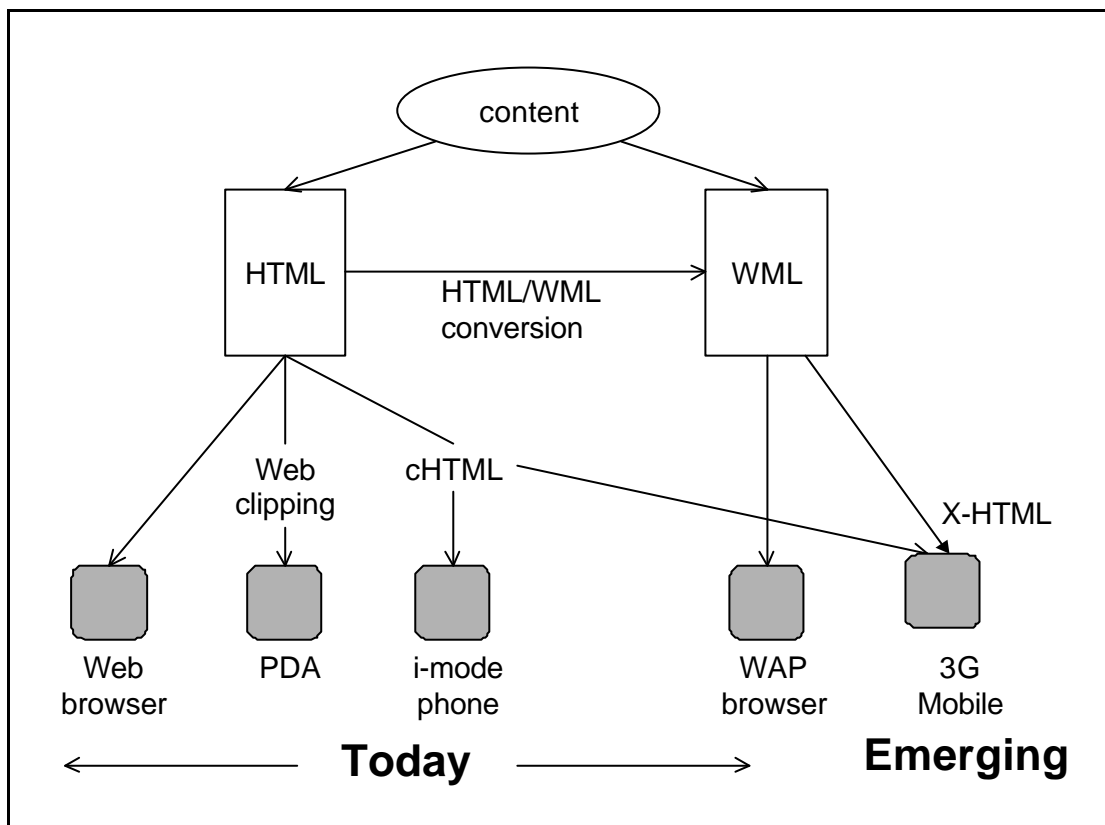 content
HTML
WML
HTML/WML
conversion
Web
clipping
cHTML
X-HTML
Web
browser
PDA
i-mode
phone
WAP
browser
3G
Mobile
Today
Emerging